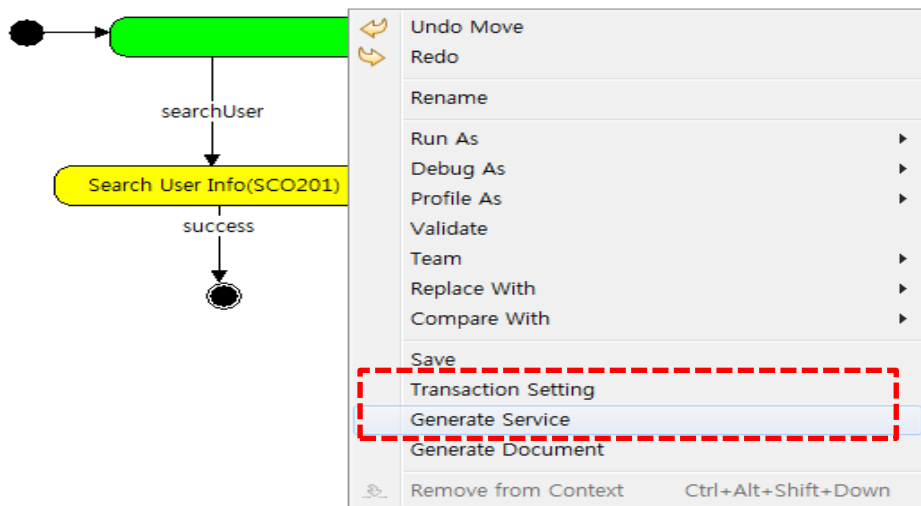 searchUser
Search User Info(SCO201)
success
Undo Move
Redo
Rename
Run As
Debug As
Profile As
Validate
Team
Replace With
Compare With
Save
Transaction Setting
Generate Service
Generate Document
Remove from Context Ctrl+Alt+Shift+Down